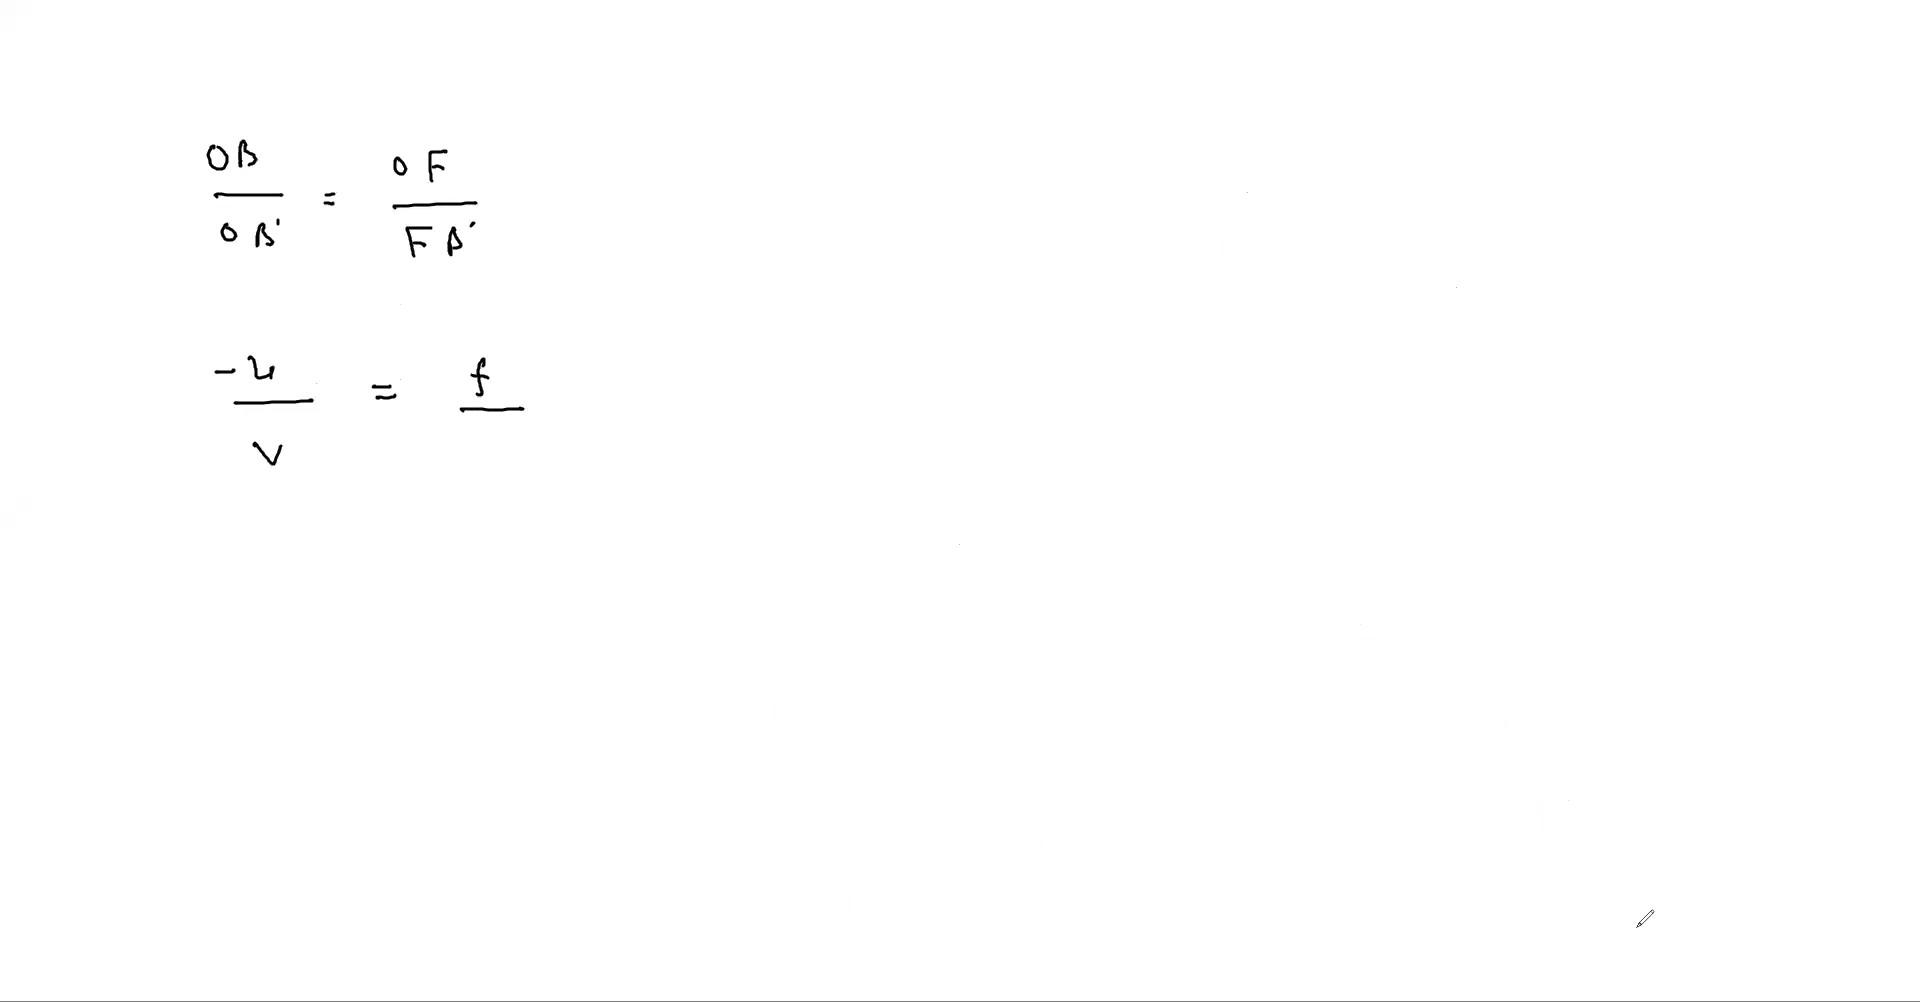 OB/OB' = OF/FB'
-u/v = f/